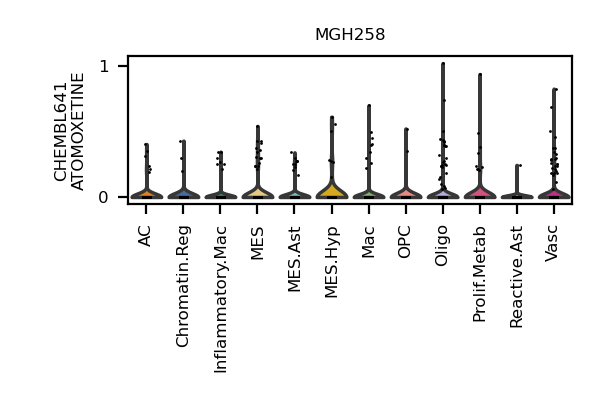 MGH258
CHEMBL641
ATOMOXETINE
1
0
AC
Chromatin.Reg
Inflammatory.Mac
MES
MES.Ast
MES.Hyp
Mac
OPC
Oligo
Prolif.Metab
Reactive.Ast
Vasc